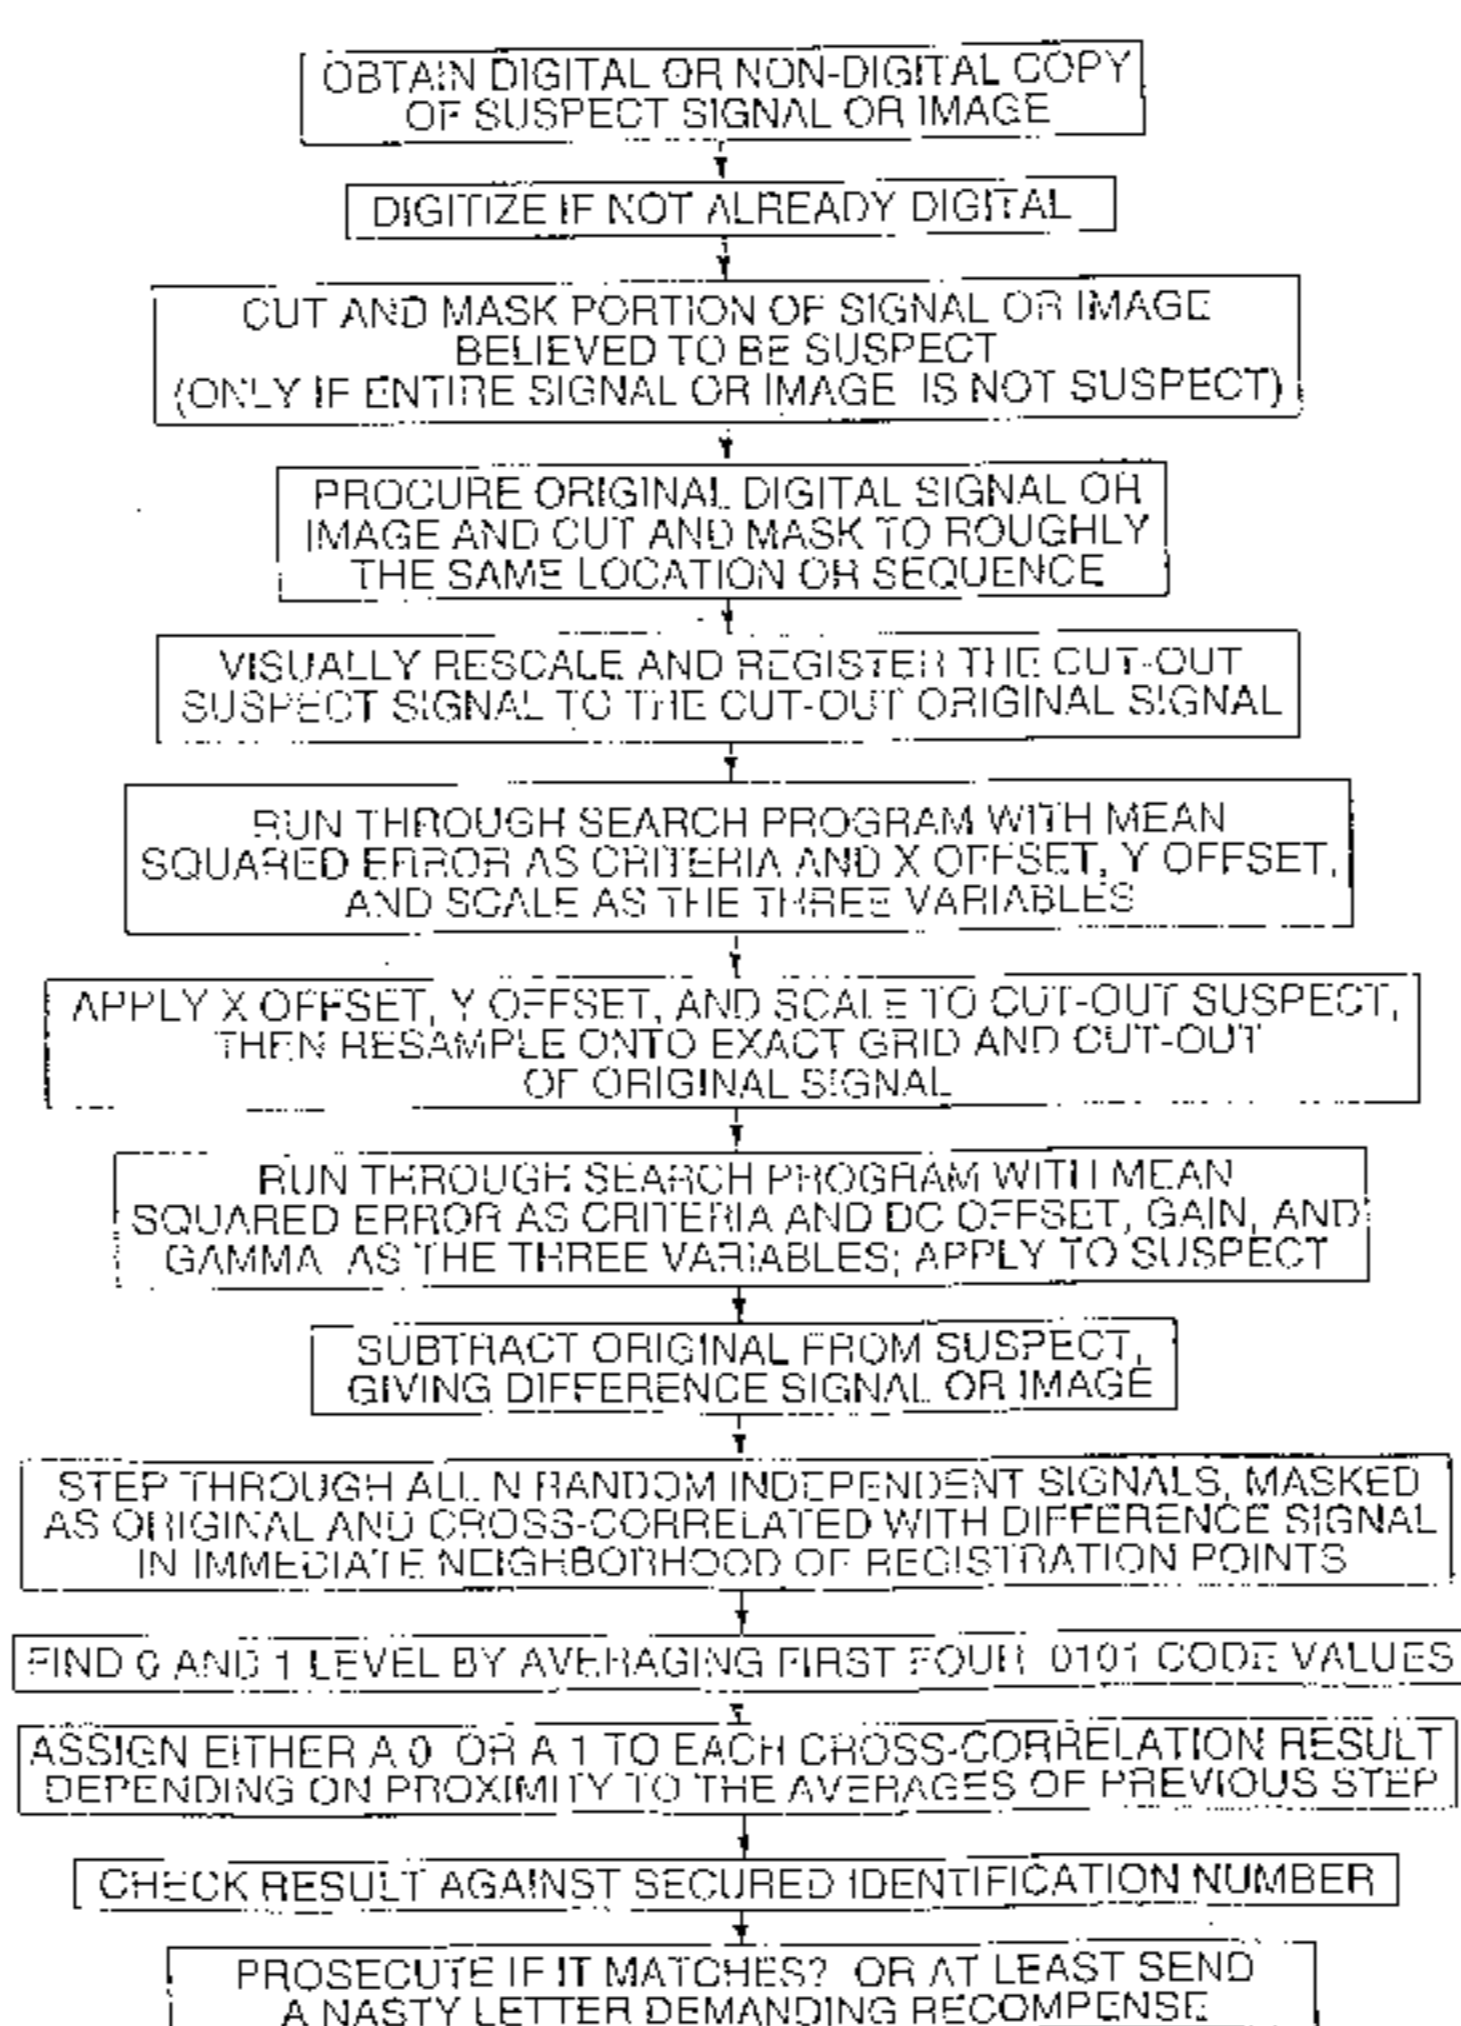 OBTAIN DIGITAL OR NON-DIGITAL COPY
OF SUSPECT SIGNAL OR IMAGE
DIGITIZE IF NOT ALREADY DIGITAL
CUT AND MASK PORTION OF SIGNAL OR IMAGE
BELIEVED TO BE SUSPECT
(ONLY IF ENTIRE SIGNAL OR IMAGE IS NOT SUSPECT)
PROCURE ORIGINAL DIGITAL SIGNAL OR
IMAGE AND CUT AND MASK TO ROUGHLY
THE SAME LOCATION OR SEQUENCE
VISUALLY RESCALE AND REGISTER THE CUT-OUT
SUSPECT SIGNAL TO THE CUT-OUT ORIGINAL SIGNAL
RUN THROUGH SEARCH PROGRAM WITH MEAN
SQUARED ERROR AS CRITERIA AND X OFFSET, Y OFFSET,
AND SCALE AS THE THREE VARIABLES
APPLY X OFFSET, Y OFFSET, AND SCALE TO CUT-OUT SUSPECT,
THEN RESAMPLE ONTO EXACT GRID AND CUT-OUT
OF ORIGINAL SIGNAL
RUN THROUGH SEARCH PROGRAM WITH MEAN
SQUARED ERROR AS CRITERIA AND DC OFFSET, GAIN, AND
GAMMA AS THE THREE VARIABLES; APPLY TO SUSPECT
SUBTRACT ORIGINAL FROM SUSPECT,
GIVING DIFFERENCE SIGNAL OR IMAGE
STEP THROUGH ALL N RANDOM INDEPENDENT SIGNALS, MASKED
AS ORIGINAL AND CROSS-CORRELATED WITH DIFFERENCE SIGNAL
IN IMMEDIATE NEIGHBORHOOD OF REGISTRATION POINTS
FIND 0 AND 1 LEVEL BY AVERAGING FIRST FOUR 0101 CODE VALUES
ASSIGN EITHER A 0 OR A 1 TO EACH CROSS-CORRELATION RESULT
DEPENDING ON PROXIMITY TO THE AVERAGES OF PREVIOUS STEP
CHECK RESULT AGAINST SECURED IDENTIFICATION NUMBER
PROSECUTE IF IT MATCHES? OR AT LEAST SEND
A NASTY LETTER DEMANDING RECOMPENSE